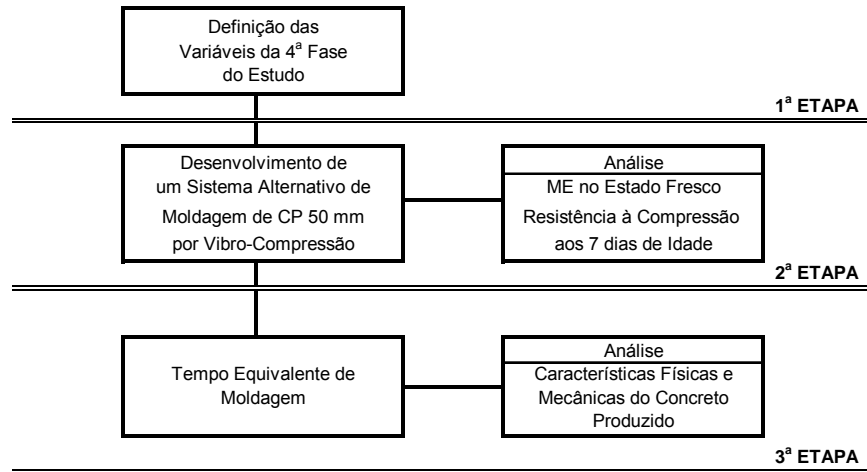 Definição das
Variáveis da 4ª Fase
do Estudo
1ª ETAPA
Desenvolvimento de
um Sistema Alternativo de
Moldagem de CP 50 mm
por Vibro-Compressão
Análise
ME no Estado Fresco
Resistência à Compressão
aos 7 dias de Idade
2ª ETAPA
Tempo Equivalente de
Moldagem
Análise
Características Físicas e
Mecânicas do Concreto
Produzido
3ª ETAPA